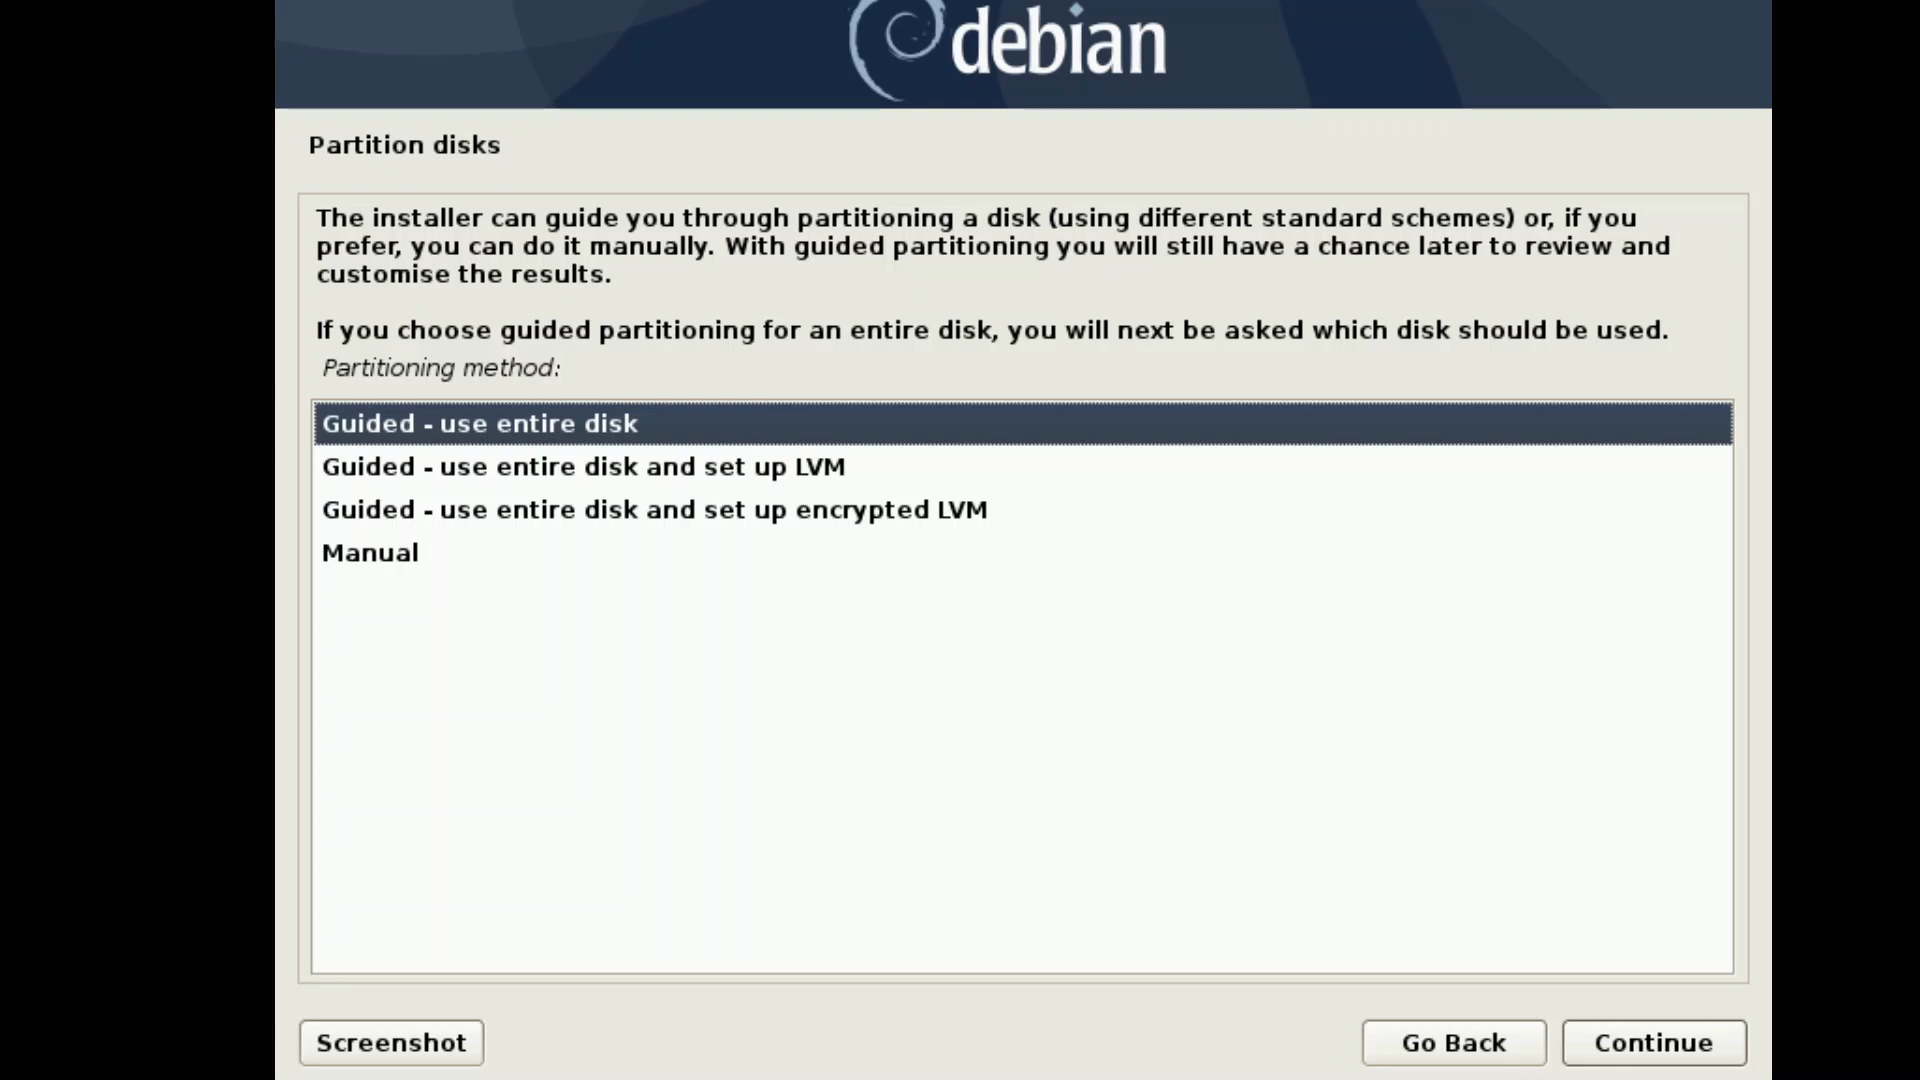 debian
Partition disks
The installer can guide you through partitioning a disk (using different standard schemes) or, if you
prefer, you can do it manually. With guided partitioning you will still have a chance later to review and
customise the results.
If you choose guided partitioning for an entire disk, you will next be asked which disk should be used.
Partitioning method:
Guided - use entire disk
Guided - use entire disk and set up LVM
Guided - use entire disk and set up encrypted LVM
Manual
Screenshot
Go Back
Continue